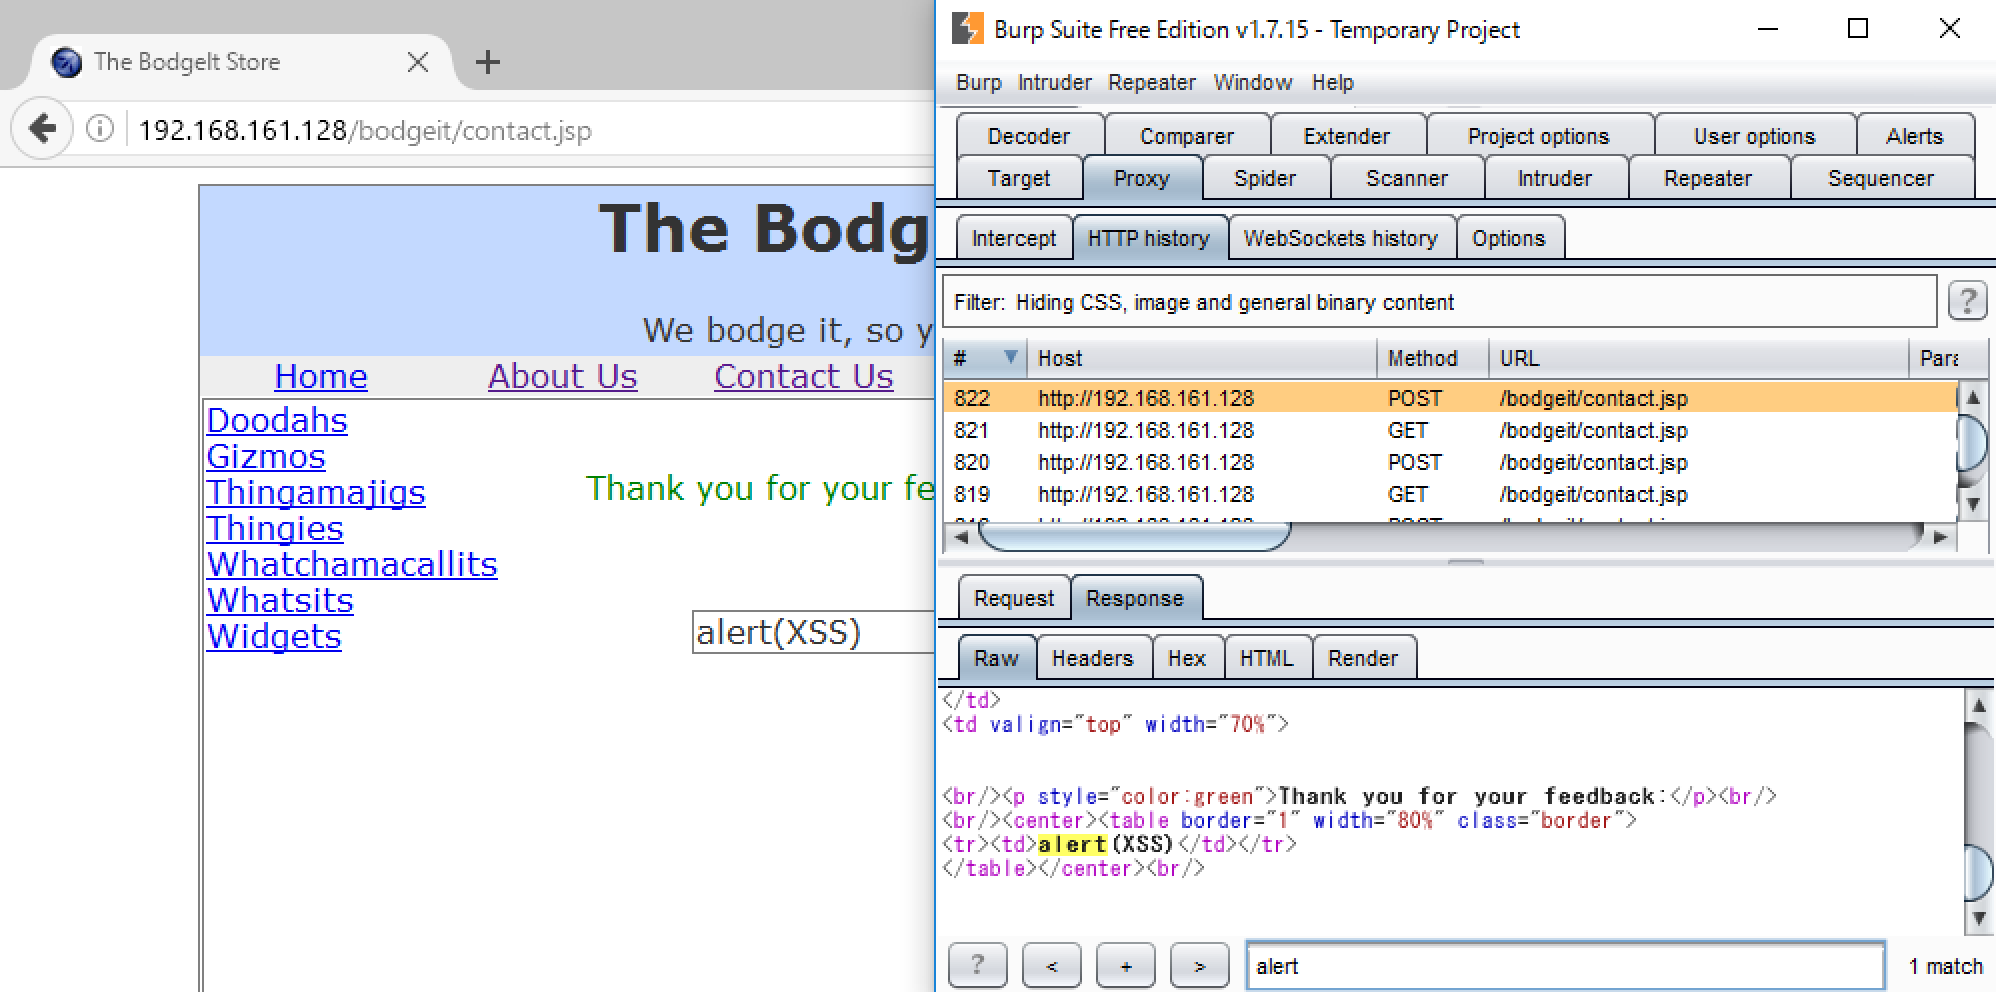 The BodgeIt Store
192.168.161.128/bodgeit/contact.jsp
The Bodg
We bodge it, so y
Home About Us Contact Us
Doodahs
Gizmos
Thingamajigs
Thingies
Whatchamacallits
Whatsits
Widgets
Thank you for your fe
alert(XSS)
Burp Suite Free Edition v1.7.15 - Temporary Project
Burp Intruder Repeater Window Help
Decoder Comparer Extender Project options User options Alerts
Target Proxy Spider Scanner Intruder Repeater Sequencer
Intercept HTTP history WebSockets history Options
Filter: Hiding CSS, image and general binary content ?
# Host Method URL Para
822 http://192.168.161.128 POST /bodgeit/contact.jsp
821 http://192.168.161.128 GET /bodgeit/contact.jsp
820 http://192.168.161.128 POST /bodgeit/contact.jsp
819 http://192.168.161.128 GET /bodgeit/contact.jsp
Request Response
Raw Headers Hex HTML Render
</td>
<td valign="top" width="70%">
<br/><p style="color:green">Thank you for your feedback:</p><br/>
<br/><center><table border="1" width="80%" class="border">
<tr><td>alert(XSS)</td></tr>
</table></center><br/>
? < + > alert 1 match